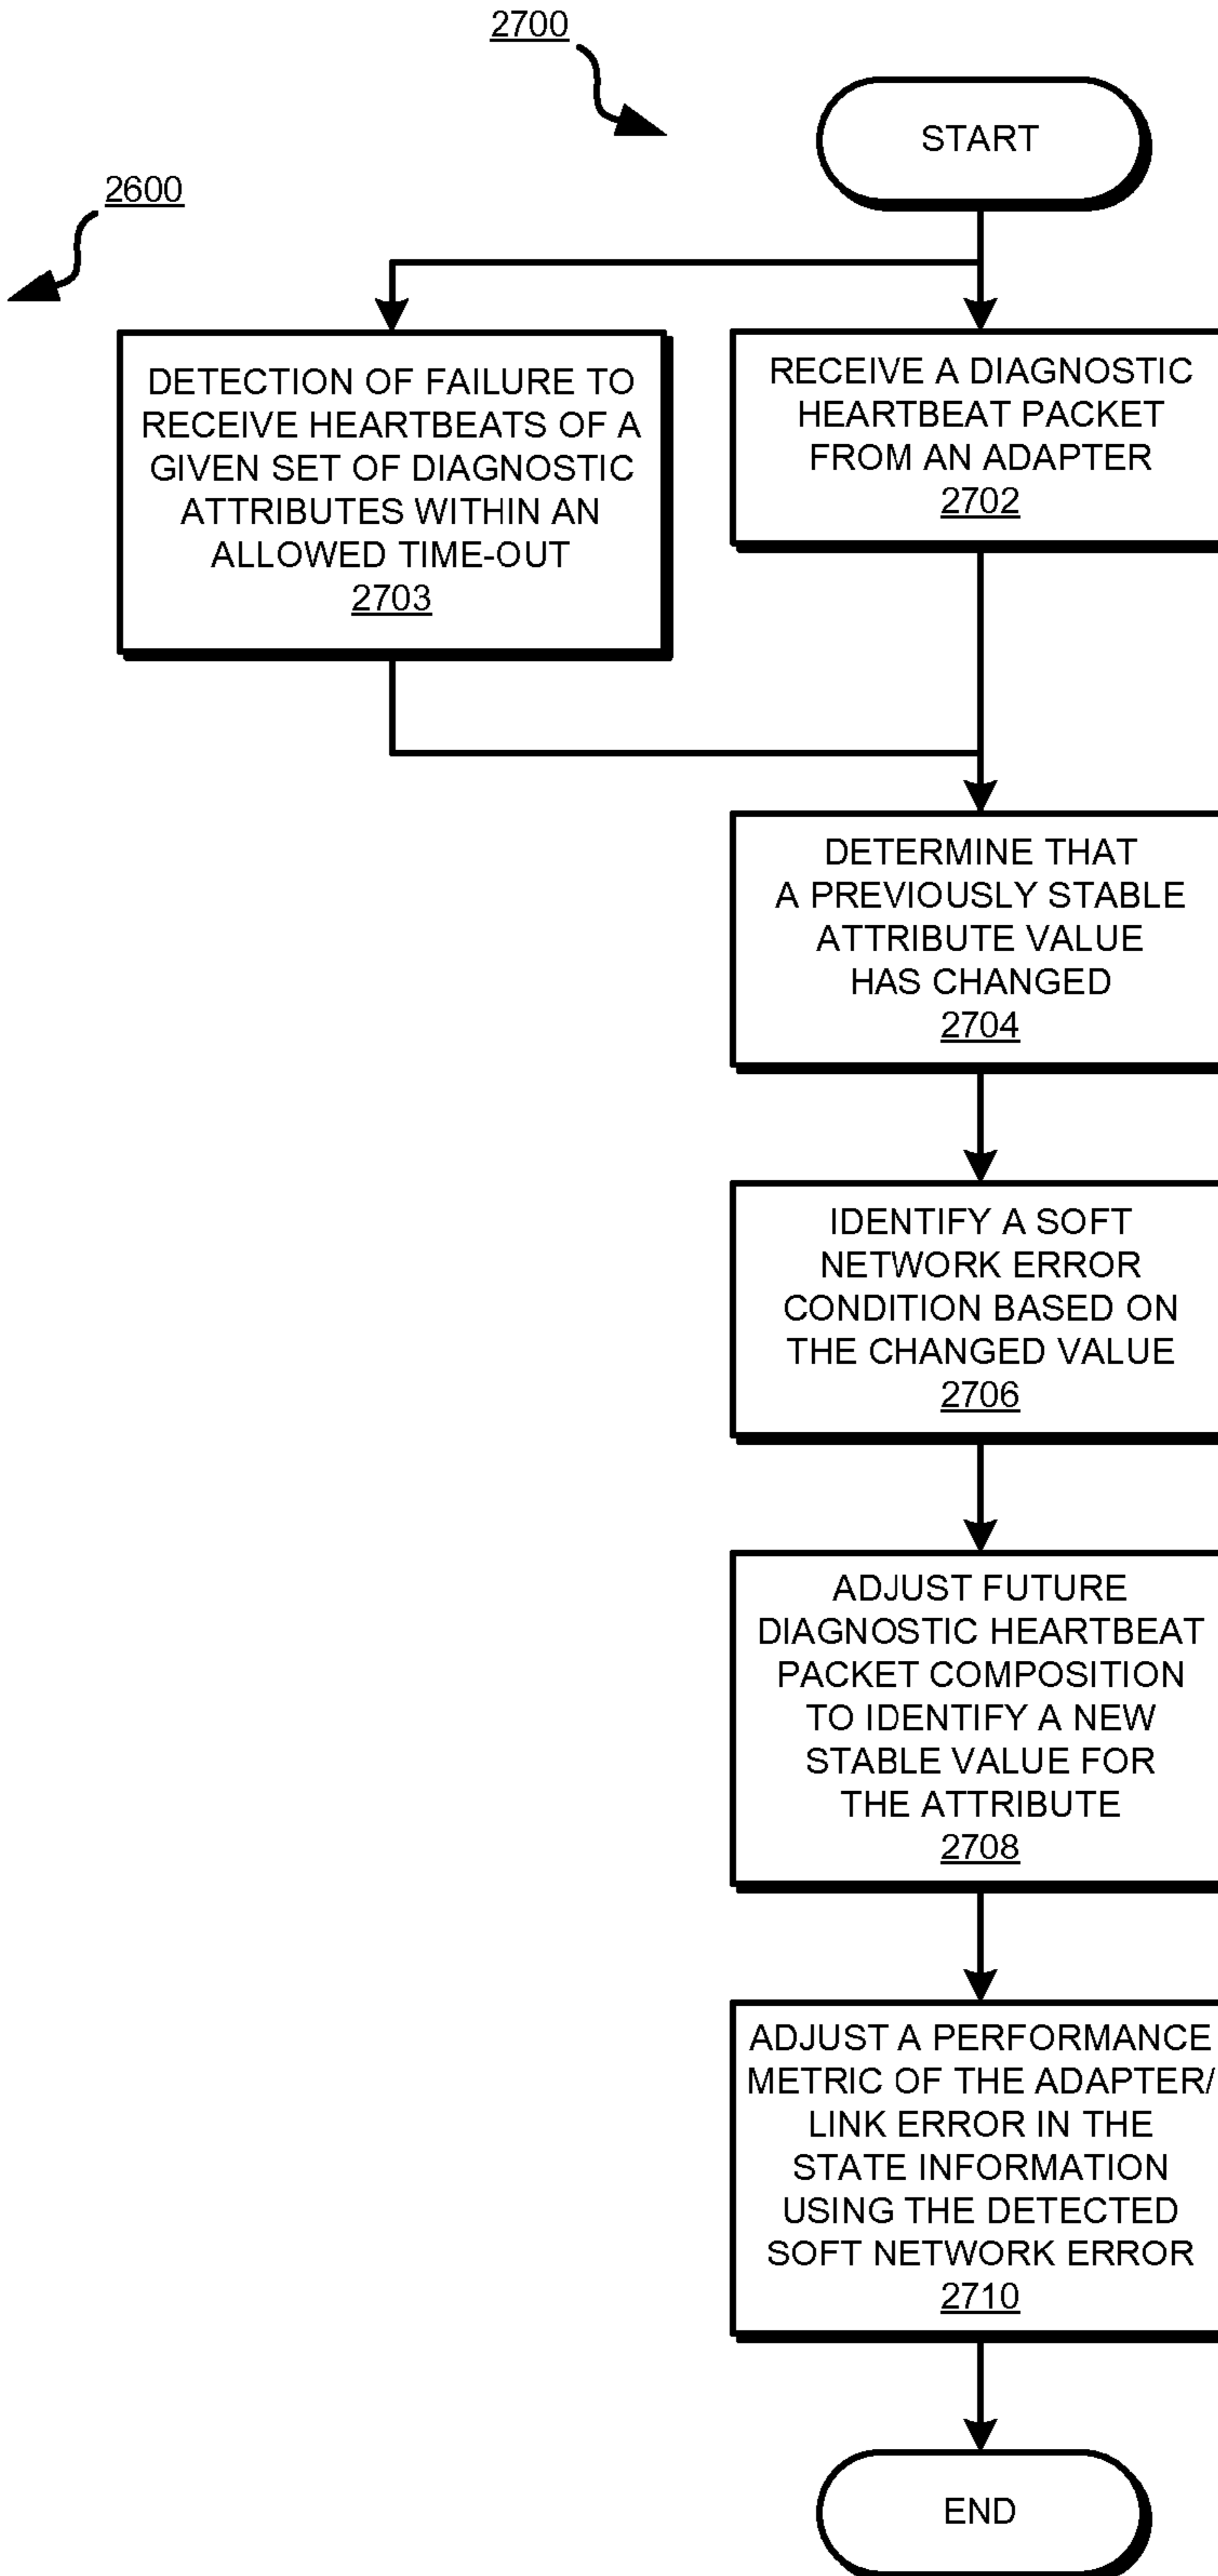 2700
START
2600
DETECTION OF FAILURE TO
RECEIVE HEARTBEATS OF A
GIVEN SET OF DIAGNOSTIC
ATTRIBUTES WITHIN AN
ALLOWED TIME-OUT
2703
RECEIVE A DIAGNOSTIC
HEARTBEAT PACKET
FROM AN ADAPTER
2702
DETERMINE THAT
A PREVIOUSLY STABLE
ATTRIBUTE VALUE
HAS CHANGED
2704
IDENTIFY A SOFT
NETWORK ERROR
CONDITION BASED ON
THE CHANGED VALUE
2706
ADJUST FUTURE
DIAGNOSTIC HEARTBEAT
PACKET COMPOSITION
TO IDENTIFY A NEW
STABLE VALUE FOR
THE ATTRIBUTE
2708
ADJUST A PERFORMANCE
METRIC OF THE ADAPTER/
LINK ERROR IN THE
STATE INFORMATION
USING THE DETECTED
SOFT NETWORK ERROR
2710
END